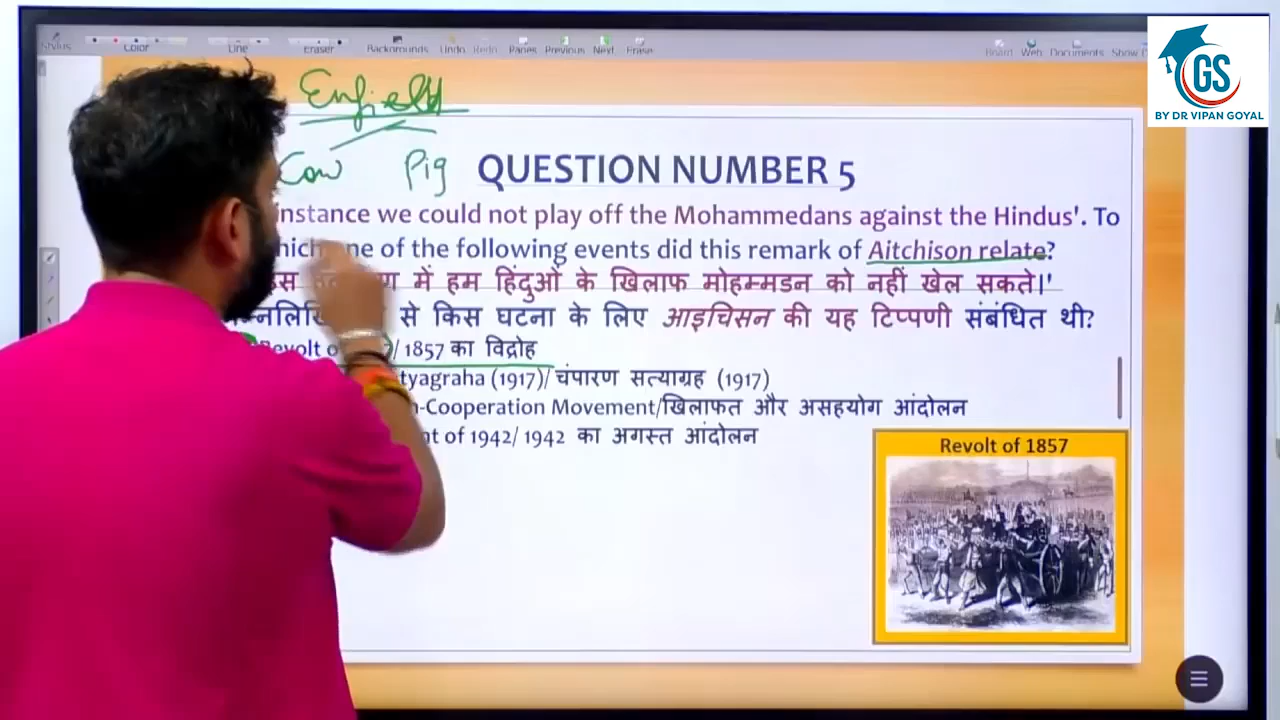 Stylus Color Line Eraser Backgrounds Undo Redo Pages Previous Next Erase Board Web Documents Show
GS
BY DR VIPAN GOYAL
Enfield
Cow Pig
QUESTION NUMBER 5
instance we could not play off the Mohammedans against the Hindus'. To
of the following events did this remark of Aitchison relate?
में हम हिंदुओं के खिलाफ मोहम्मडन को नहीं खेल सकते।'
से किस घटना के लिए आइचिसन की यह टिप्पणी संबंधित थी?
Revolt / 1857 का विद्रोह
tyagraha (1917)/ चंपारण सत्याग्रह (1917)
-Cooperation Movement/खिलाफत और असहयोग आंदोलन
of 1942/ 1942 का अगस्त आंदोलन
Revolt of 1857